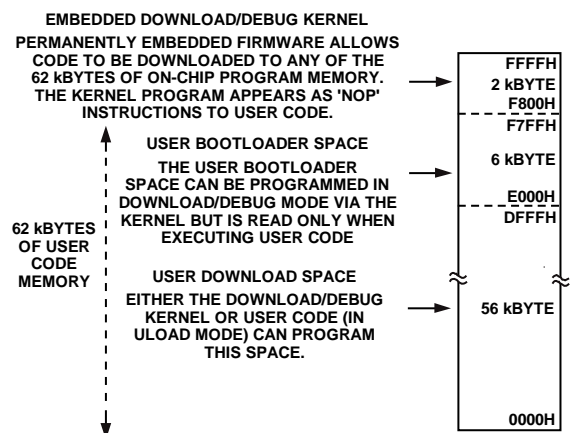 EMBEDDED DOWNLOAD/DEBUG KERNEL
PERMANENTLY EMBEDDED FIRMWARE ALLOWS
CODE TO BE DOWNLOADED TO ANY OF THE
62 kBYTES OF ON-CHIP PROGRAM MEMORY.
THE KERNEL PROGRAM APPEARS AS 'NOP'
INSTRUCTIONS TO USER CODE.
FFFFH
2 kBYTE
F800H
USER BOOTLOADER SPACE
THE USER BOOTLOADER
SPACE CAN BE PROGRAMMED IN
DOWNLOAD/DEBUG MODE VIA THE
KERNEL BUT IS READ ONLY WHEN
EXECUTING USER CODE
F7FFH
6 kBYTE
E000H
62 kBYTES
OF USER
CODE
MEMORY
USER DOWNLOAD SPACE
EITHER THE DOWNLOAD/DEBUG
KERNEL OR USER CODE (IN
ULOAD MODE) CAN PROGRAM
THIS SPACE.
DFFFH
56 kBYTE
0000H